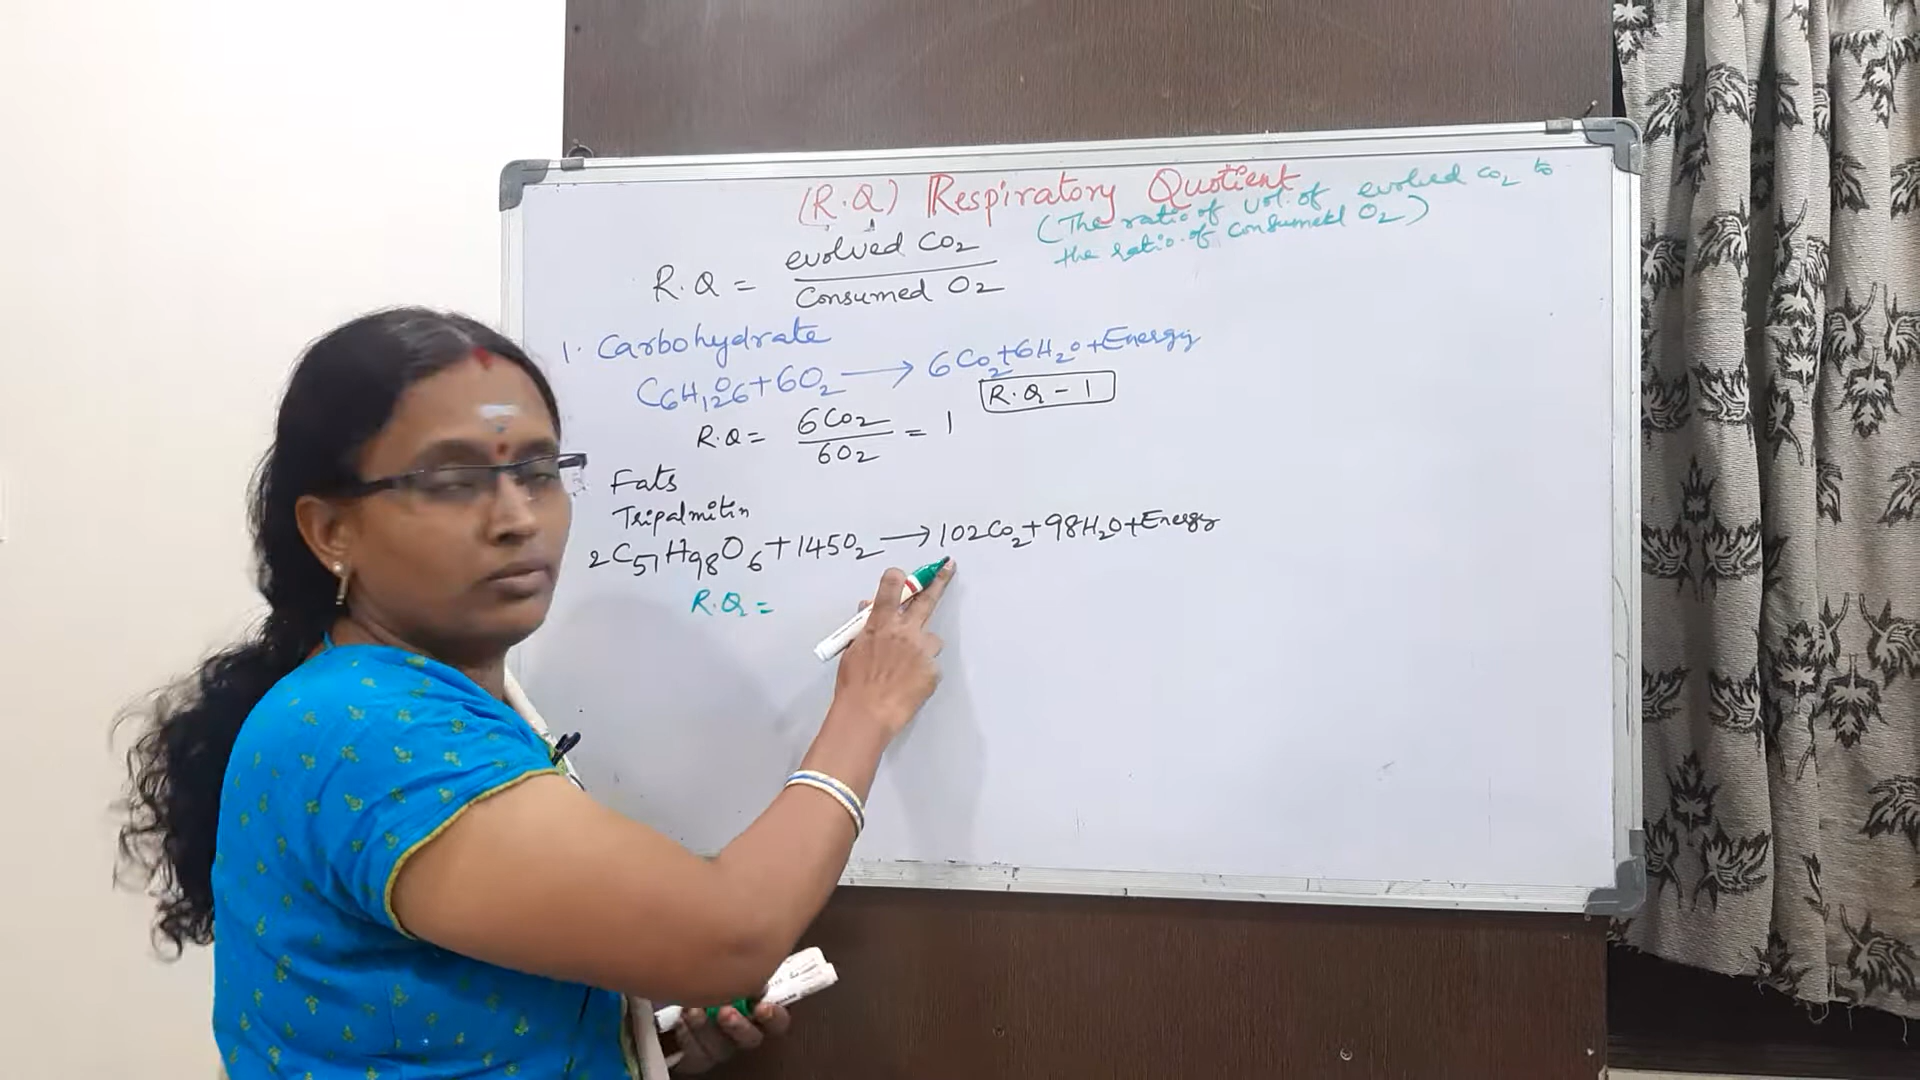 (R.Q) Respiratory Quotient
(The ratio of vol. of evolved CO2 to
the ratio of consumed O2)
R.Q = evolved CO2
Consumed O2
1. Carbohydrate
C6H12O6+6O2 → 6CO2+6H2O+Energy
R.Q - 1
R.Q = 6CO2 = 1
6O2
Fats
Tripalmitin
2C57H98O6+145O2 → 102CO2+98H2O+Energy
R.Q =